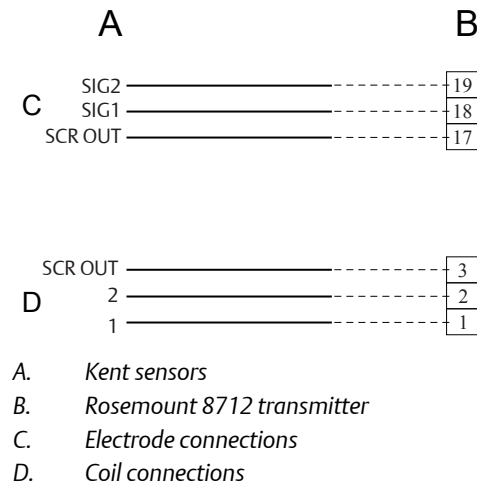 A B
C SIG2 19
SIG1 18
SCR OUT 17
SCR OUT 3
D 2 2
1 1
A. Kent sensors
B. Rosemount 8712 transmitter
C. Electrode connections
D. Coil connections